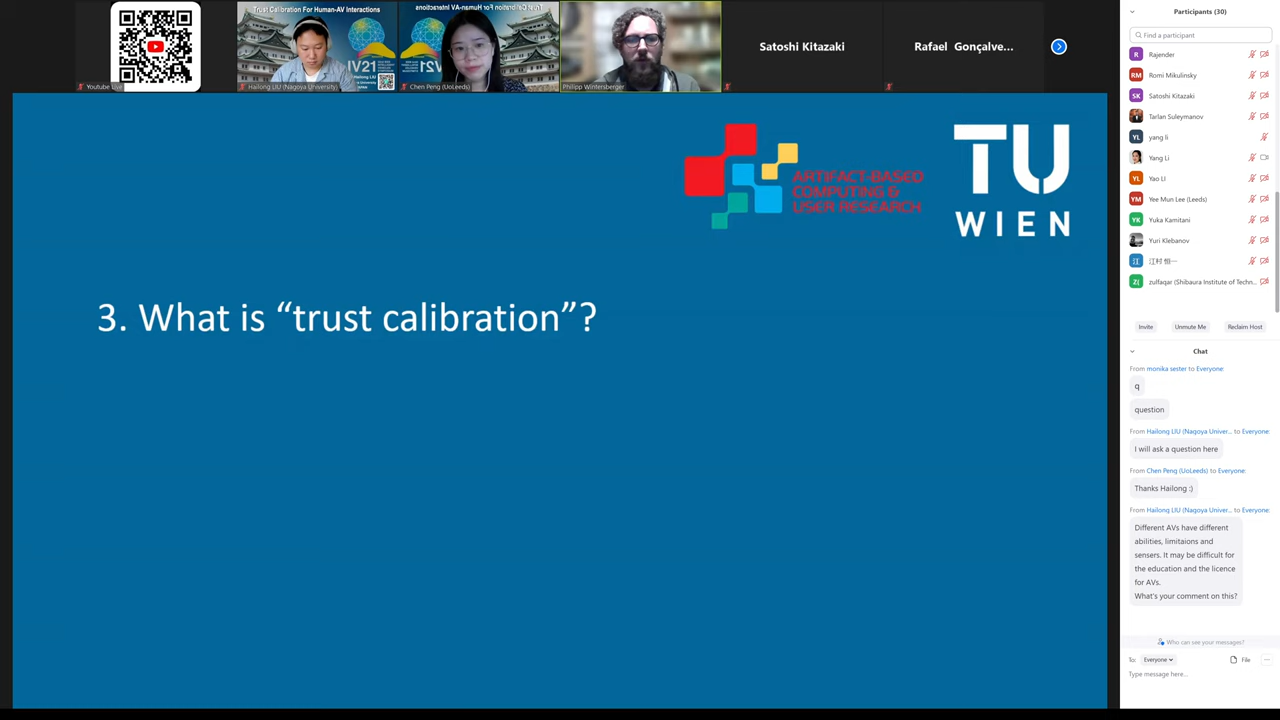 Youtube Live
Trust Calibration For Human-AV Interactions
IV21
Hailong LIU (Nagoya University)
Trust Calibration For Human-AV Interactions
IV21
Chen Peng (UoLeeds)
Philipp Wintersberger
Satoshi Kitazaki
Rafael Gonçalve...
ARTIFACT-BASED
COMPUTING &
USER RESEARCH
TU
WIEN
3. What is “trust calibration”?
Participants (30)
Find a participant
R Rajender
RM Romi Mikulinsky
SK Satoshi Kitazaki
Tarlan Suleymanov
YL yang li
Yang Li
YL Yao LI
YM Yee Mun Lee (Leeds)
YK Yuka Kamitani
Yuri Klebanov
江 江村 恒一
Z( zulfaqar (Shibaura Institute of Techn...
Invite Unmute Me Reclaim Host
Chat
From monika sester to Everyone:
q
question
From Hailong LIU (Nagoya Univer... to Everyone:
I will ask a question here
From Chen Peng (UoLeeds) to Everyone:
Thanks Hailong :)
From Hailong LIU (Nagoya Univer... to Everyone:
Different AVs have different
abilities, limitaions and
sensers. It may be difficult for
the education and the licence
for AVs.
What's your comment on this?
Who can see your messages?
To: Everyone File ...
Type message here...